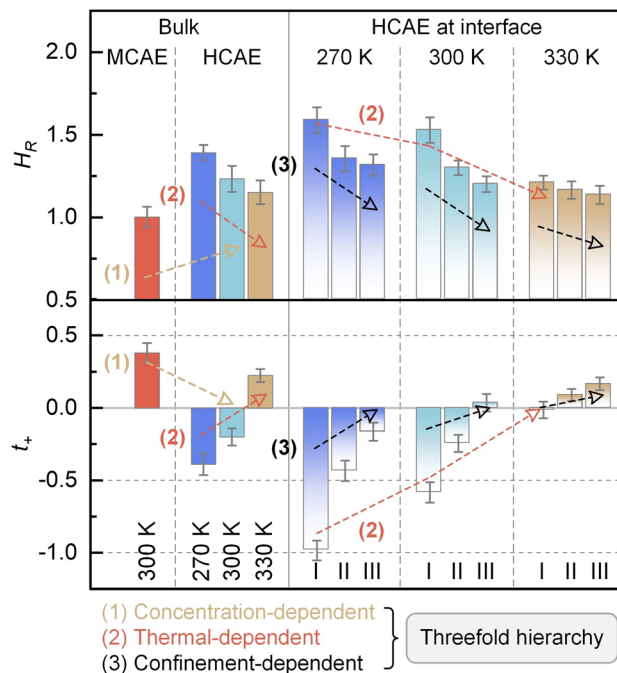 Bulk
HCAE at interface
MCAE
HCAE
270 K
300 K
330 K
2.0
1.5
1.0
0.5
H_R
(1)
(2)
(3)
(2)
0.5
0.0
-0.5
-1.0
t_+
(1)
(2)
(3)
(2)
300 K
270 K
300 K
330 K
I
II
III
I
II
III
I
II
III
(1) Concentration-dependent
(2) Thermal-dependent
(3) Confinement-dependent
Threefold hierarchy